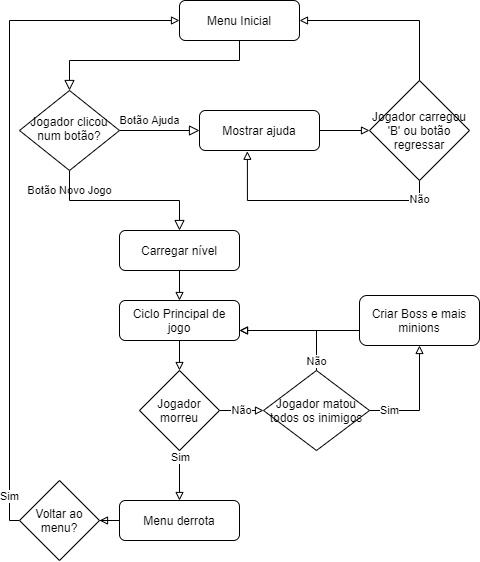 Menu Inicial
Jogador clicou
num botão?
Botão Ajuda
Mostrar ajuda
Jogador carregou
'B' ou botão
regressar
Não
Botão Novo Jogo
Carregar nível
Ciclo Principal de
jogo
Criar Boss e mais
minions
Não
Jogador
morreu
Não
Jogador matou
todos os inimigos
Sim
Sim
Sim
Voltar ao
menu?
Menu derrota